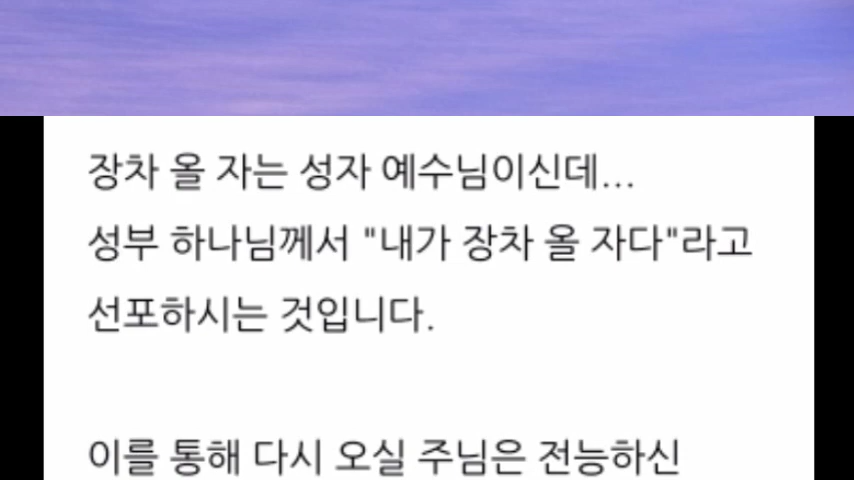 장차 올 자는 성자 예수님이신데...
성부 하나님께서 "내가 장차 올 자다"라고
선포하시는 것입니다.
이를 통해 다시 오실 주님은 전능하신